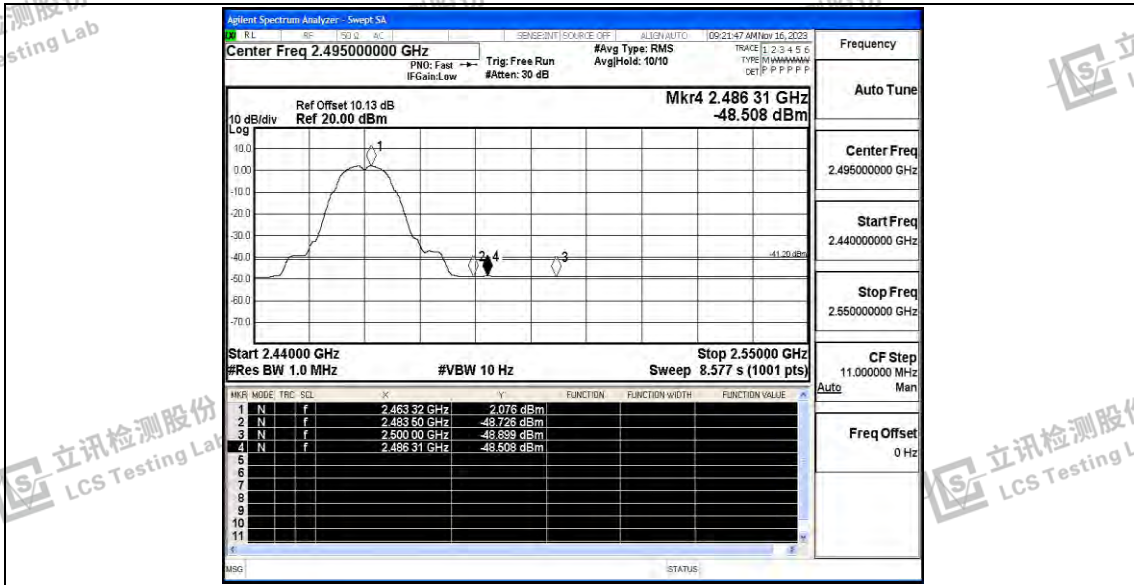 Agilent Spectrum Analyzer - Swept SA
RL RF 50 Ω AC SENSE:INT SOURCE OFF ALIGN AUTO 09:21:47 AM Nov 16, 2023
Center Freq 2.495000000 GHz
#Avg Type: RMS
TRACE 1 2 3 4 5 6
PNO: Fast
Trig: Free Run
Avg|Hold: 10/10
TYPE
IFGain:Low
#Atten: 30 dB
DET P P P P P P
Mkr4 2.486 31 GHz
-48.508 dBm
Ref Offset 10.13 dB
10 dB/div Ref 20.00 dBm
Log
10.0
0.00
-10.0
-20.0
-30.0
-40.0
-50.0
-60.0
-70.0
1
2
4
3
-41.20 dBm
Start 2.44000 GHz
Stop 2.55000 GHz
#Res BW 1.0 MHz
#VBW 10 Hz
Sweep 8.577 s (1001 pts)
MKR MODE TRC SCL X Y FUNCTION FUNCTION WIDTH FUNCTION VALUE
1 N f 2.463 32 GHz 2.076 dBm
2 N f 2.483 50 GHz -48.726 dBm
3 N f 2.500 00 GHz -48.899 dBm
4 N f 2.486 31 GHz -48.508 dBm
5
6
7
8
9
10
11
MSG
STATUS
Frequency
Auto Tune
Center Freq
2.495000000 GHz
Start Freq
2.440000000 GHz
Stop Freq
2.550000000 GHz
CF Step
11.000000 MHz
Auto Man
Freq Offset
0 Hz
立讯检测股份
LCS Testing Lab
立讯检测股份
LCS Testing L